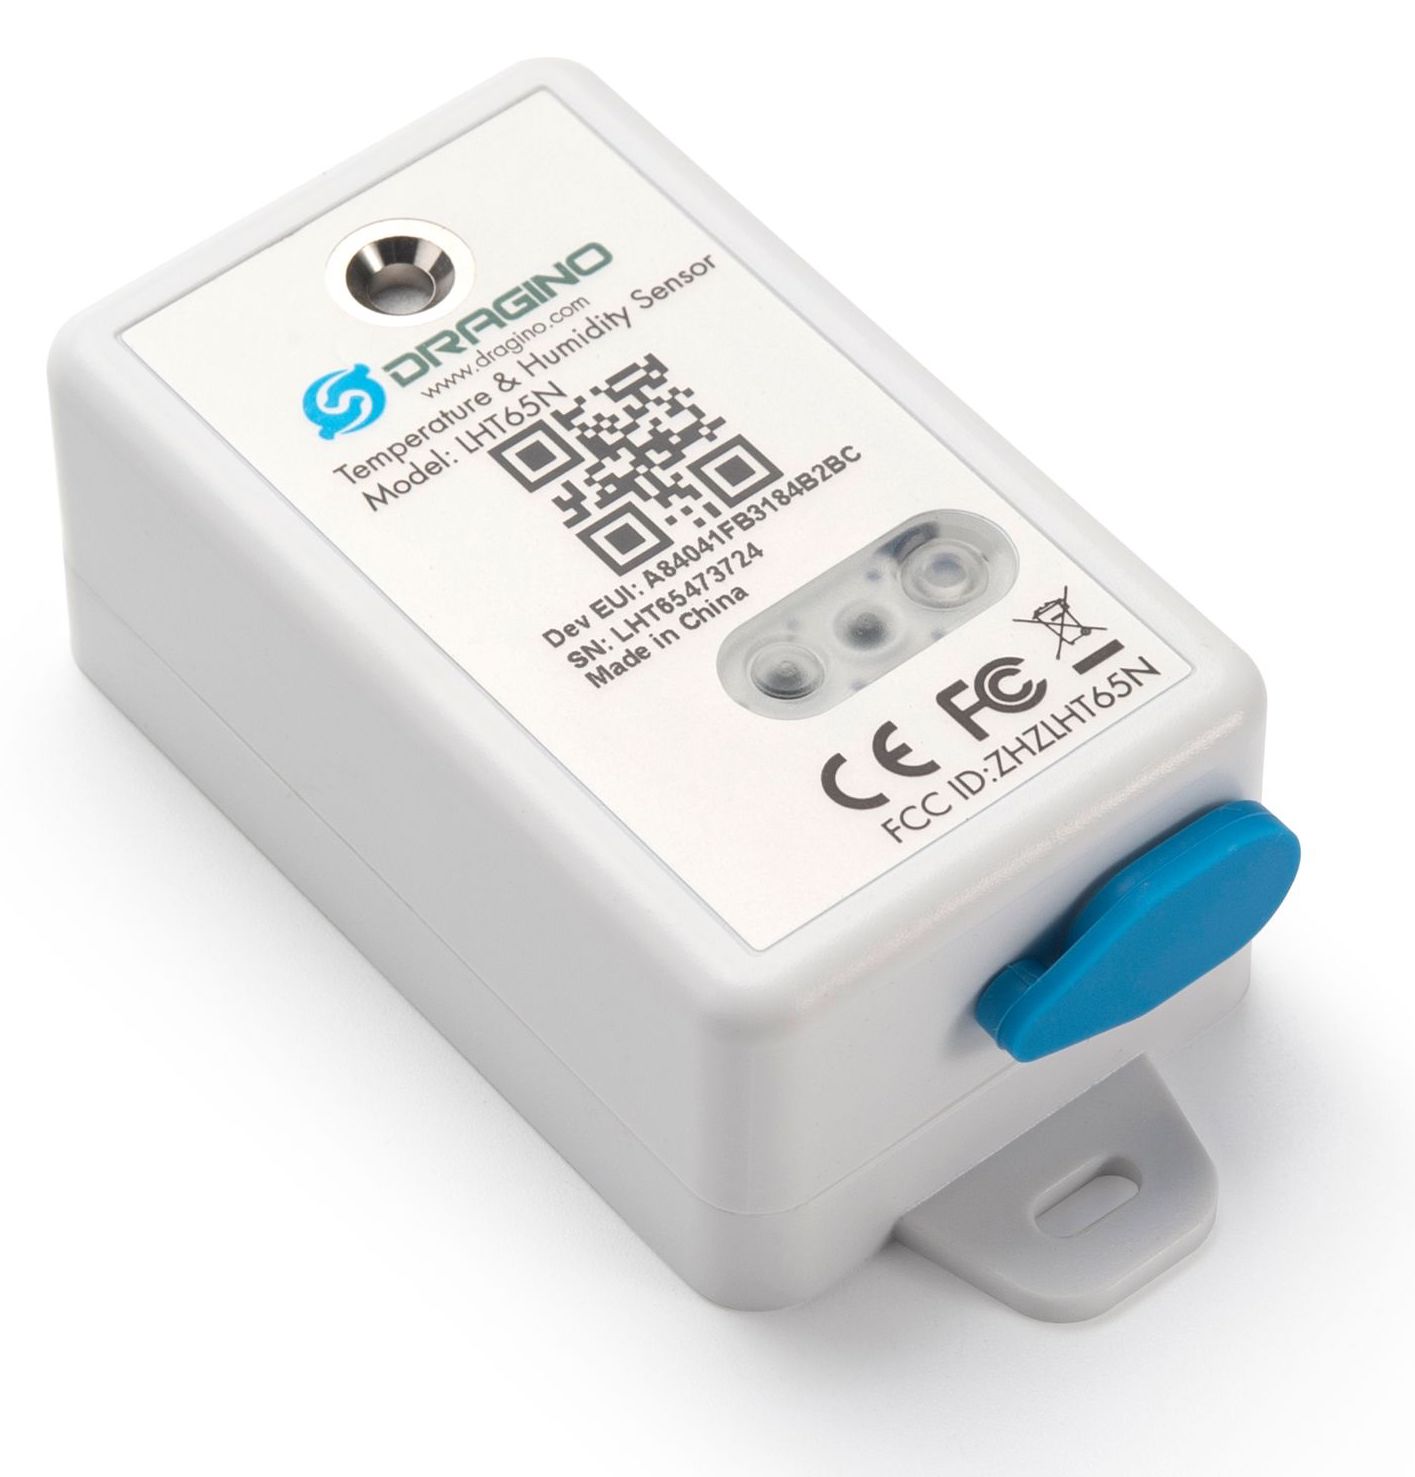 DRAGINO
www.dragino.com
Temperature & Humidity Sensor
Model: LHT65N
Dev EUI: A84041FB3184B2BC
SN: LHT65473724
Made in China
CE FC
FCC ID:ZHZLHT65N